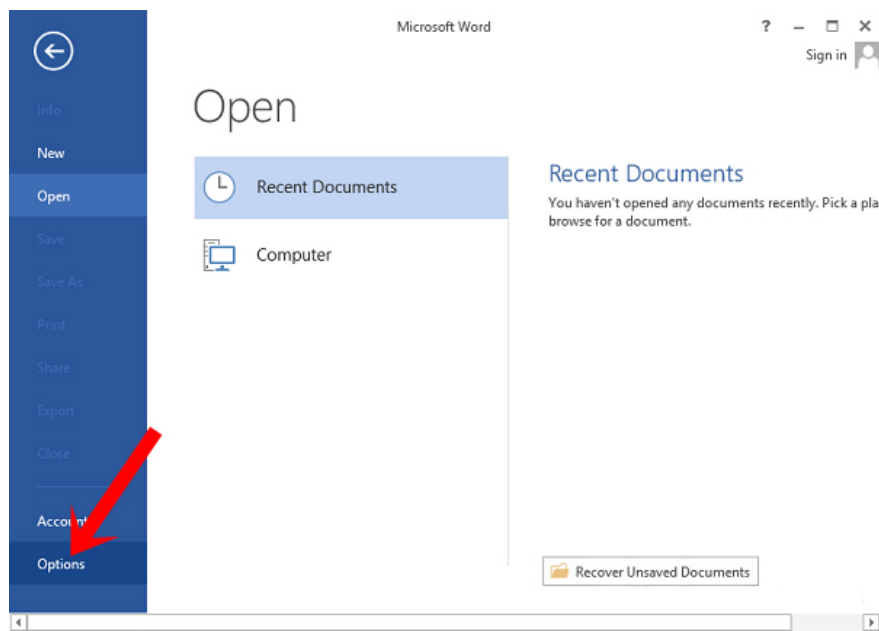 Microsoft Word
?
Sign in
Info
New
Open
Save
Save As
Print
Share
Export
Close
Account
Options
Open
Recent Documents
Computer
Recent Documents
You haven't opened any documents recently. Pick a pla
browse for a document.
Recover Unsaved Documents